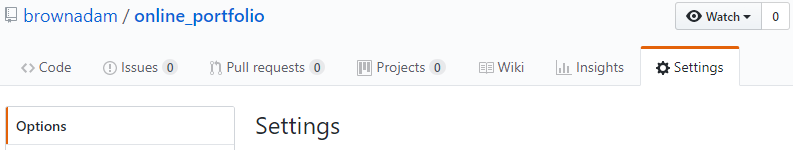 brownadam / online_portfolio Watch 0
Code Issues 0 Pull requests 0 Projects 0 Wiki Insights Settings
Options Settings